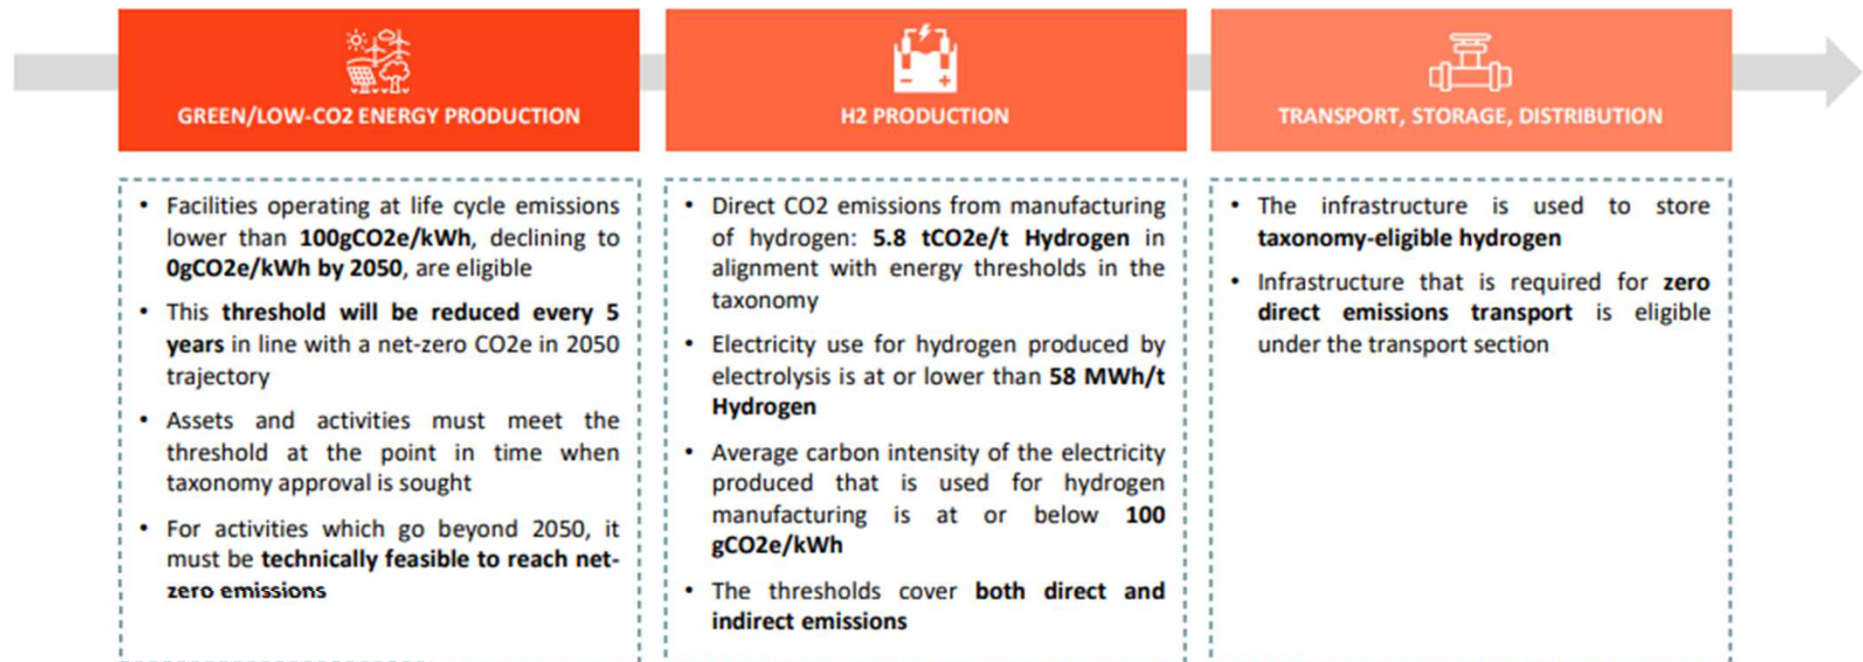 GREEN/LOW-CO2 ENERGY PRODUCTION
• Facilities operating at life cycle emissions
lower than 100gCO2e/kWh, declining to
0gCO2e/kWh by 2050, are eligible
• This threshold will be reduced every 5
years in line with a net-zero CO2e in 2050
trajectory
• Assets and activities must meet the
threshold at the point in time when
taxonomy approval is sought
• For activities which go beyond 2050, it
must be technically feasible to reach net-
zero emissions
H2 PRODUCTION
• Direct CO2 emissions from manufacturing
of hydrogen: 5.8 tCO2e/t Hydrogen in
alignment with energy thresholds in the
taxonomy
• Electricity use for hydrogen produced by
electrolysis is at or lower than 58 MWh/t
Hydrogen
• Average carbon intensity of the electricity
produced that is used for hydrogen
manufacturing is at or below 100
gCO2e/kWh
• The thresholds cover both direct and
indirect emissions
TRANSPORT, STORAGE, DISTRIBUTION
• The infrastructure is used to store
taxonomy-eligible hydrogen
• Infrastructure that is required for zero
direct emissions transport is eligible
under the transport section